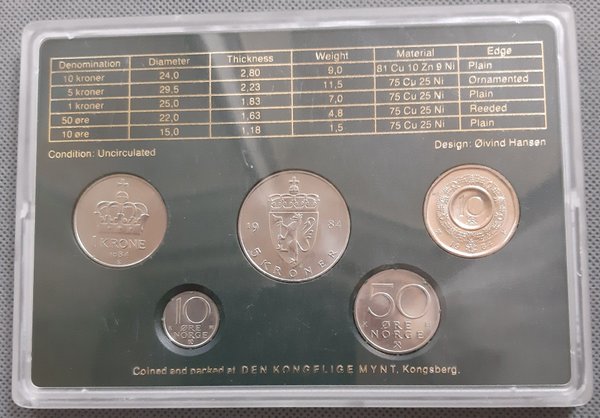 Denomination Diameter Thickness Weight Material Edge
10 kroner 24,0 2,80 9,0 81 Cu 10 Zn 9 Ni Plain
5 kroner 29,5 2,23 11,5 75 Cu 25 Ni Ornamented
1 krone 25,0 1,83 7,0 75 Cu 25 Ni Plain
50 øre 22,0 1,63 4,8 75 Cu 25 Ni Reeded
10 øre 15,0 1,18 1,5 75 Cu 25 Ni Plain
Condition: Uncirculated Design: Øivind Hansen
1 KRONE
1984
19 84
5 KRONER
10
10
ØRE
NORGE
50
ØRE
NORGE
Coined and packed at DEN KONGELIGE MYNT, Kongsberg.